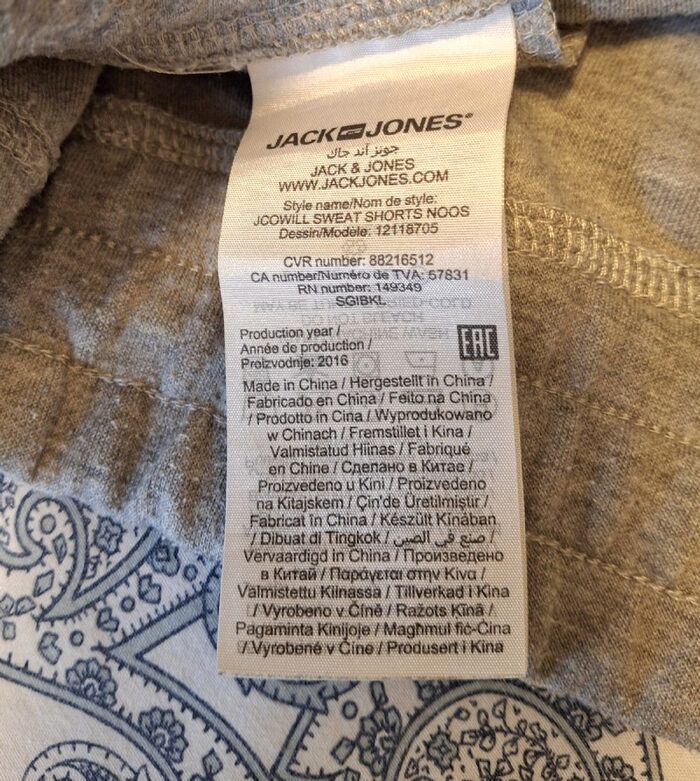 JACK JONES®
جونز آند جاك
JACK & JONES
WWW.JACKJONES.COM
Style name/Nom de style:
JCOWILL SWEAT SHORTS NOOS
Dessin/Modèle: 12118705
CVR number: 88216512
CA number/Numéro de TVA: 57831
RN number: 149349
SGIBKL
Production year /
Année de production /
Proizvodnje: 2016
EAC
Made in China / Hergestellt in China /
Fabricado en China / Feito na China
/ Prodotto in Cina / Wyprodukowano
w Chinach / Fremstillet i Kina /
Valmistatud Hiinas / Fabriqué
en Chine / Сделано в Китае /
Proizvedeno u Kini / Proizvedeno
na Kitajskem / Çin'de Üretilmiştir /
Fabricat în China / Készült Kínában
/ Dibuat di Tingkok / صنع في الصين /
Vervaardigd in China / Произведено
в Китай / Παράγεται στην Κίνα /
Valmistettu Kiinassa / Tillverkad i Kina
/ Vyrobeno v Číně / Ražots Ķīnā /
Pagaminta Kinijoje / Magħmul fiċ-Ċina
/ Vyrobené v Číne / Produsert i Kina